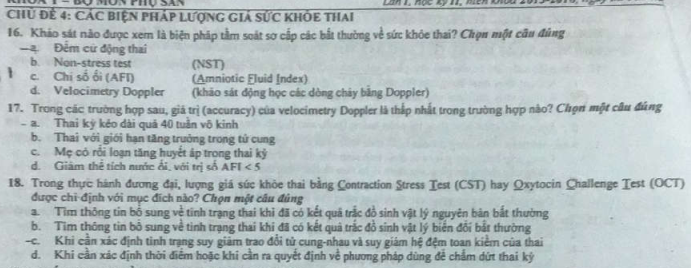 BỘ MÔN PHỤ SẢN
CHỦ ĐỀ 4: CÁC BIỆN PHÁP LƯỢNG GIÁ SỨC KHỎE THAI
16. Khảo sát nào được xem là biện pháp tầm soát sơ cấp các bất thường về sức khỏe thai? Chọn một câu đúng
a. Đếm cử động thai
b. Non-stress test (NST)
c. Chỉ số ối (AFI) (Amniotic Fluid Index)
d. Velocimetry Doppler (khảo sát động học các dòng chảy bằng Doppler)
17. Trong các trường hợp sau, giá trị (accuracy) của velocimetry Doppler là thấp nhất trong trường hợp nào? Chọn một câu đúng
a. Thai kỳ kéo dài quá 40 tuần vô kinh
b. Thai với giới hạn tăng trưởng trong tử cung
c. Mẹ có rối loạn tăng huyết áp trong thai kỳ
d. Giảm thể tích nước ối, với trị số AFI < 5
18. Trong thực hành đương đại, lượng giá sức khỏe thai bằng Contraction Stress Test (CST) hay Oxytocin Challenge Test (OCT)
được chỉ định với mục đích nào? Chọn một câu đúng
a. Tìm thông tin bổ sung về tình trạng thai khi đã có kết quả trắc đồ sinh vật lý nguyên bản bất thường
b. Tìm thông tin bổ sung về tình trạng thai khi đã có kết quả trắc đồ sinh vật lý biến đổi bất thường
c. Khi cần xác định tình trạng suy giảm trao đổi tử cung-nhau và suy giảm hệ đệm toan kiềm của thai
d. Khi cần xác định thời điểm hoặc khi cần ra quyết định về phương pháp dùng để chấm dứt thai kỳ